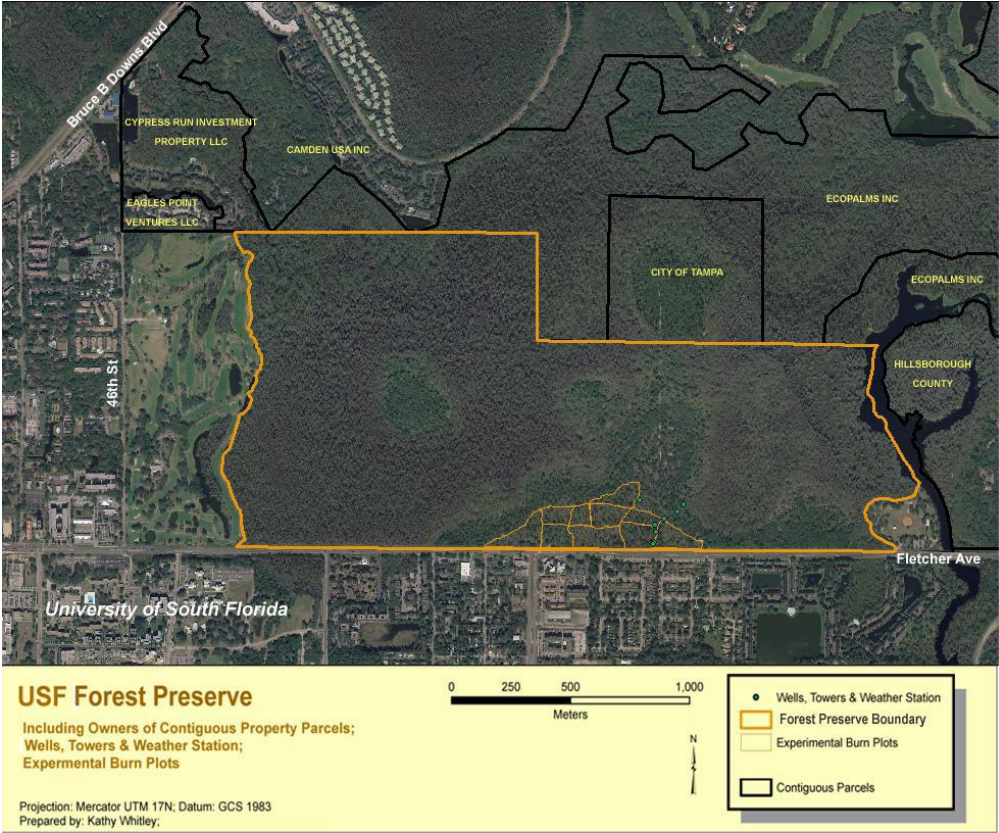 Bruce B Downs Blvd
CYPRESS RUN INVESTMENT
PROPERTY LLC
CAMDEN USA INC
EAGLES POINT
VENTURES LLC
ECOPALMS INC
CITY OF TAMPA
ECOPALMS INC
HILLSBOROUGH
COUNTY
46th St
Fletcher Ave
University of South Florida
USF Forest Preserve
Including Owners of Contiguous Property Parcels;
Wells, Towers & Weather Station;
Expermental Burn Plots
Projection: Mercator UTM 17N; Datum: GCS 1983
Prepared by: Kathy Whitley;
0 250 500 1,000
Meters
N
Wells, Towers & Weather Station
Forest Preserve Boundary
Experimental Burn Plots
Contiguous Parcels